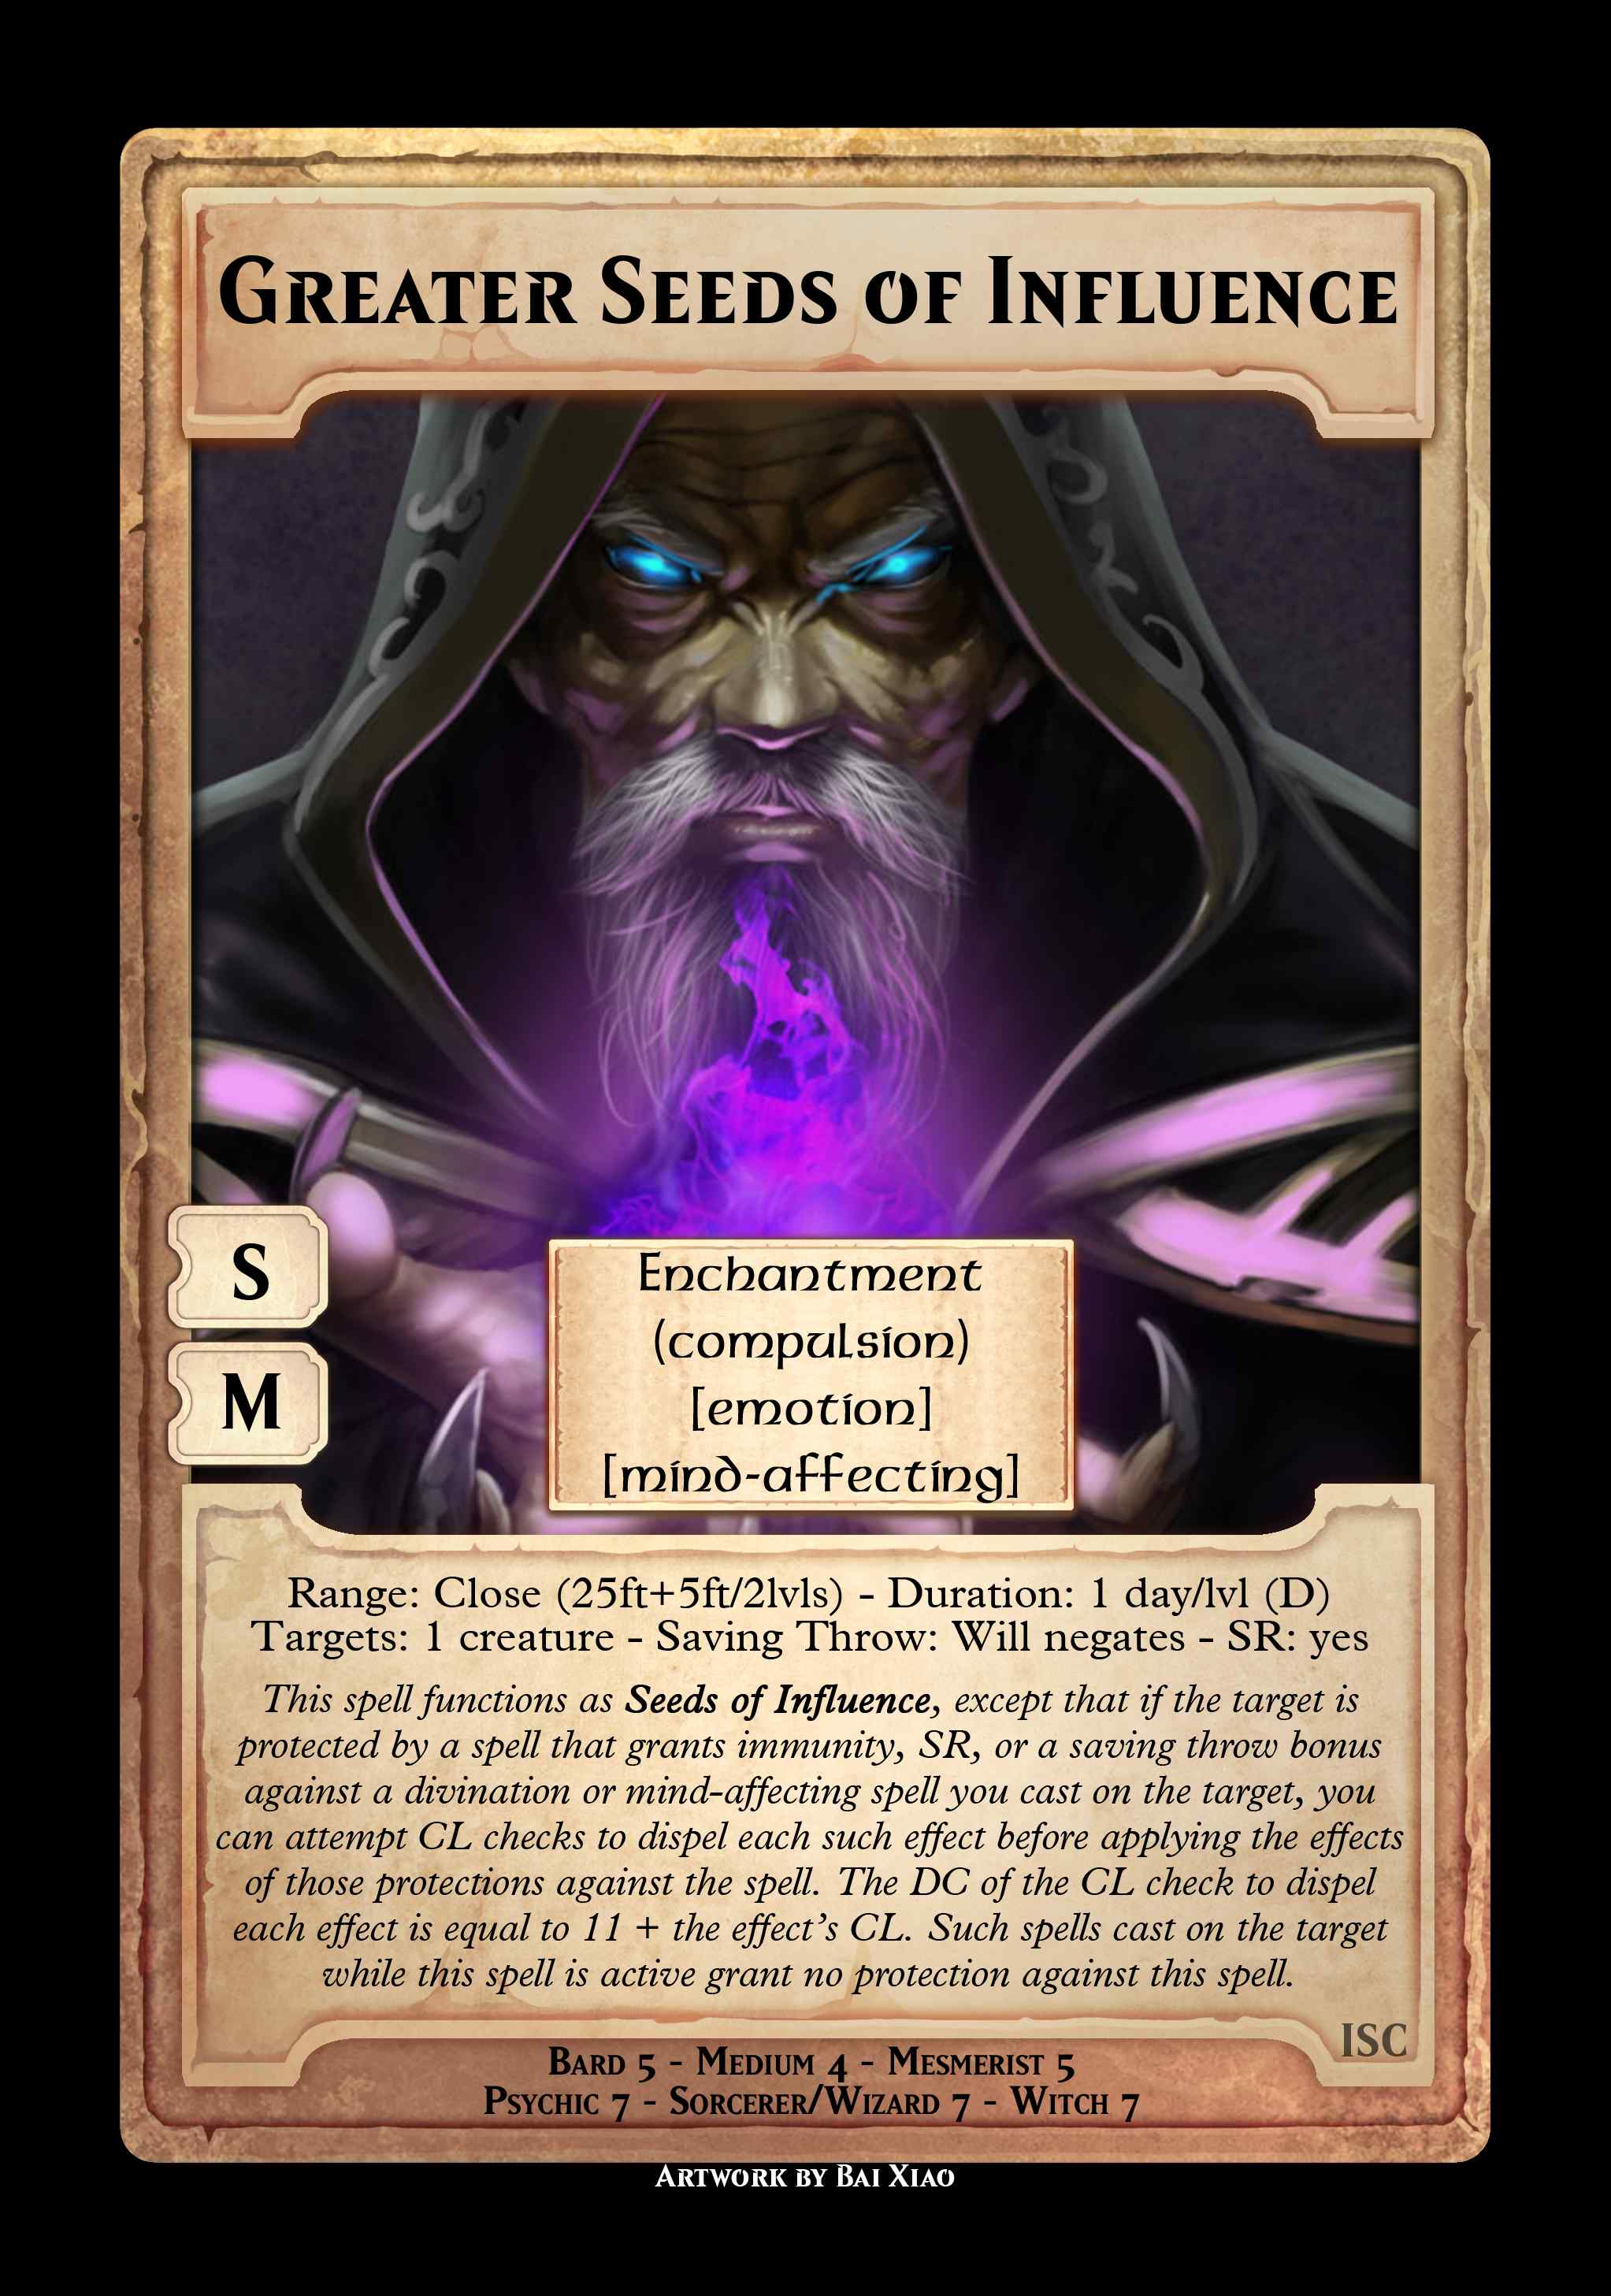 Greater Seeds of Influence
S
M
Enchantment
(compulsion)
[emotion]
[mind-affecting]
Range: Close (25ft+5ft/2lvls) - Duration: 1 day/lvl (D)
Targets: 1 creature - Saving Throw: Will negates - SR: yes
This spell functions as Seeds of Influence, except that if the target is
protected by a spell that grants immunity, SR, or a saving throw bonus
against a divination or mind-affecting spell you cast on the target, you
can attempt CL checks to dispel each such effect before applying the effects
of those protections against the spell. The DC of the CL check to dispel
each effect is equal to 11 + the effect’s CL. Such spells cast on the target
while this spell is active grant no protection against this spell.
ISC
Bard 5 - Medium 4 - Mesmerist 5
Psychic 7 - Sorcerer/Wizard 7 - Witch 7
Artwork by Bai Xiao